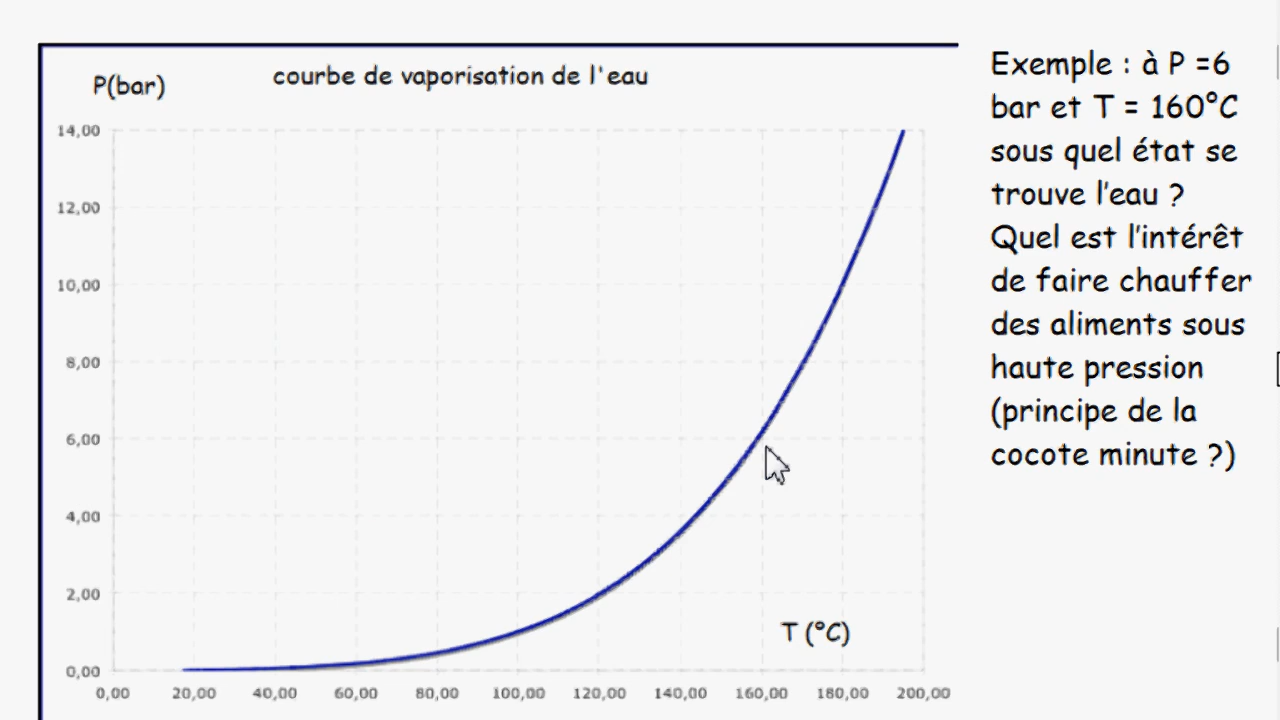 courbe de vaporisation de l'eau
P(bar)
14,00
12,00
10,00
8,00
6,00
4,00
2,00
0,00
0,00 20,00 40,00 60,00 80,00 100,00 120,00 140,00 160,00 180,00 200,00
T (°C)
Exemple : à P =6
bar et T = 160°C
sous quel état se
trouve l'eau ?
Quel est l'intérêt
de faire chauffer
des aliments sous
haute pression
(principe de la
cocote minute ?)